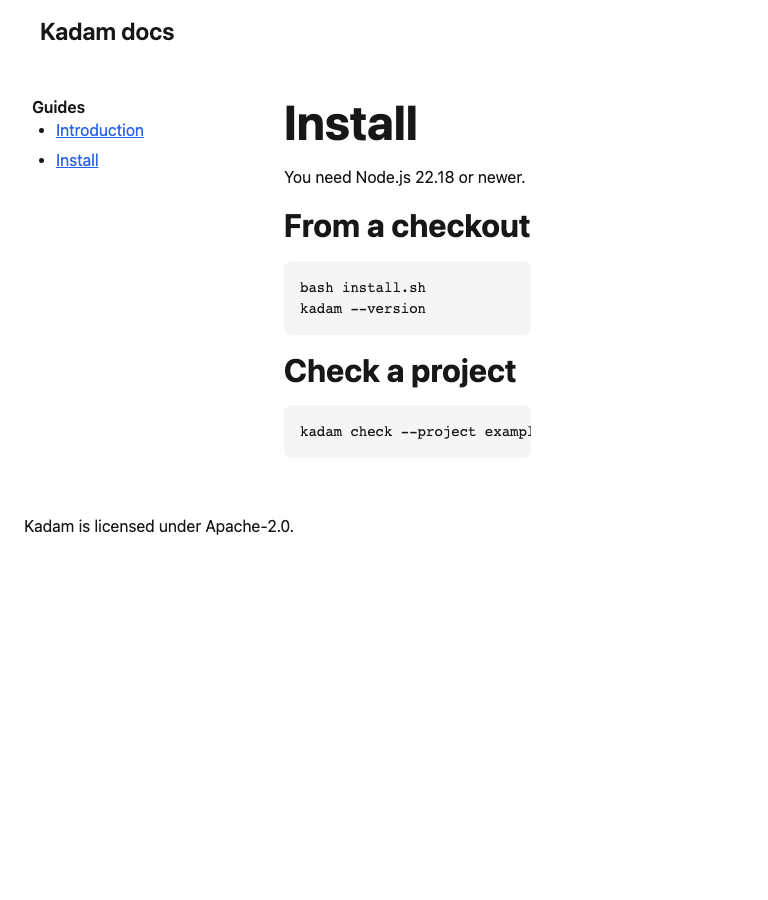 Kadam docs
Guides
Introduction
Install
Install
You need Node.js 22.18 or newer.
From a checkout
bash install.sh
kadam --version
Check a project
kadam check --project exampl
Kadam is licensed under Apache-2.0.